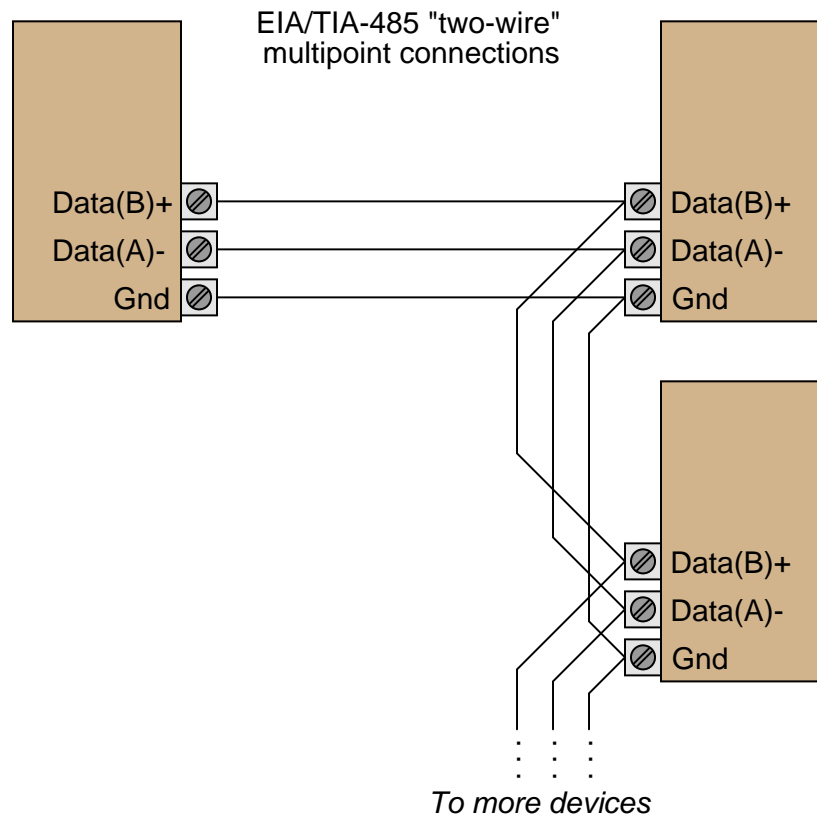 EIA/TIA-485 "two-wire"
multipoint connections
Data(B)+
Data(A)-
Gnd
Data(B)+
Data(A)-
Gnd
Data(B)+
Data(A)-
Gnd
To more devices